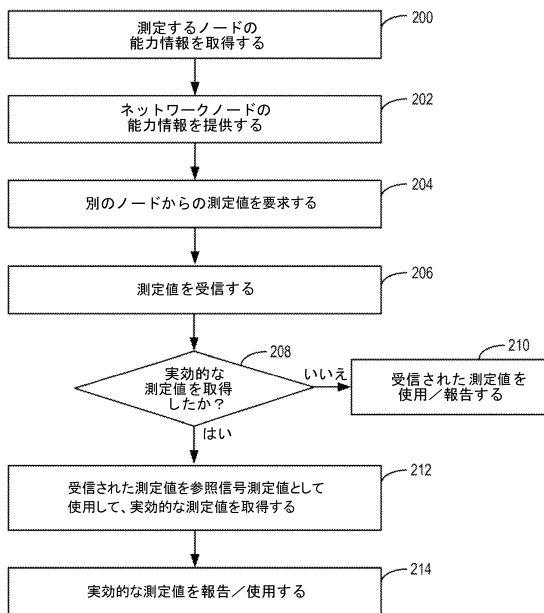 測定するノードの
能力情報を取得する
200
ネットワークノードの
能力情報を提供する
202
別のノードからの測定値を要求する
204
測定値を受信する
206
実効的な
測定値を取得
したか？
208
いいえ
受信された測定値を
使用／報告する
210
はい
受信された測定値を参照信号測定値として
使用して、実効的な測定値を取得する
212
実効的な測定値を報告／使用する
214